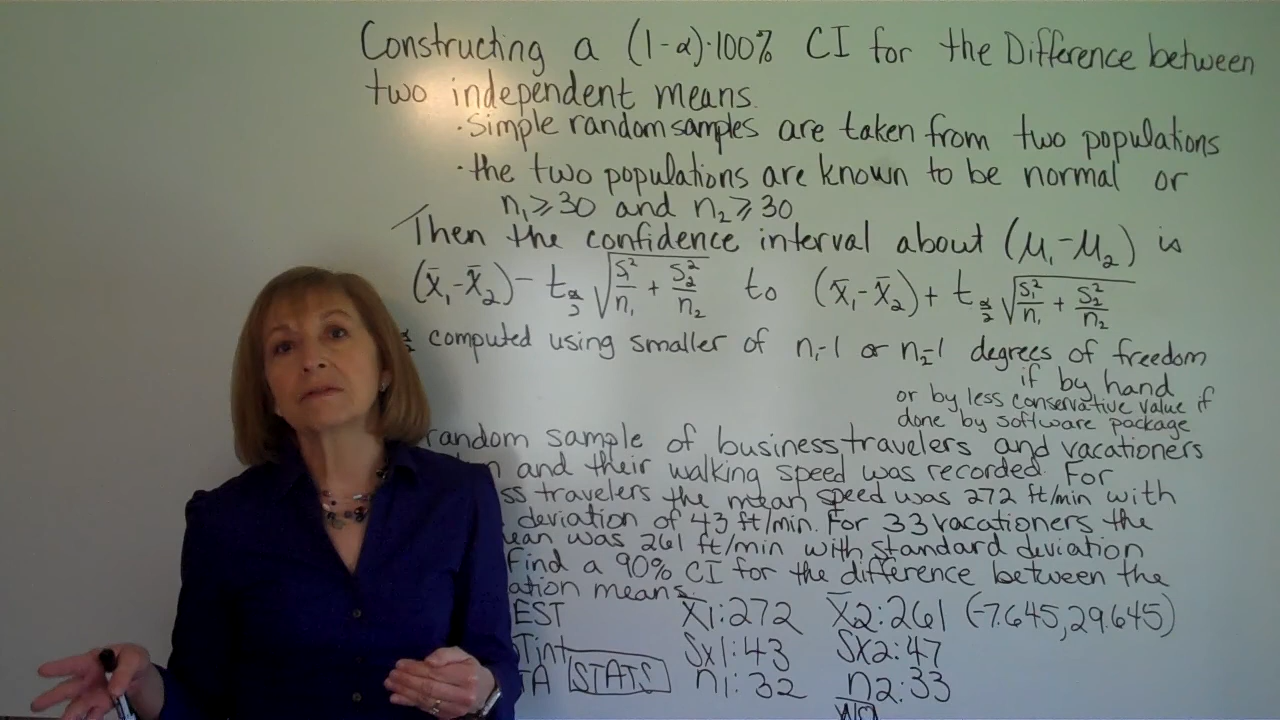 Constructing a (1-α)·100% CI for the Difference between
two independent means.
· Simple random samples are taken from two populations
· the two populations are known to be normal or
n₁≥30 and n₂≥30
Then the confidence interval about (μ₁-μ₂) is
(x̄₁-x̄₂)- t_α/2 √(s₁²/n₁ + s₂²/n₂) to (x̄₁-x̄₂)+ t_α/2 √(s₁²/n₁ + s₂²/n₂)
computed using smaller of n₁-1 or n₂-1 degrees of freedom
if by hand
or by less conservative value if
done by software package
random sample of business travelers and vacationers
and their walking speed was recorded. For
travelers the mean speed was 272 ft/min with
deviation of 43 ft/min. For 33 vacationers the
was 261 ft/min with standard deviation
Find a 90% CI for the difference between the
means.
x̄1:272 x̄2:261 (-7.645, 29.645)
Sx1:43 Sx2:47
STATS n1:32 n2:33